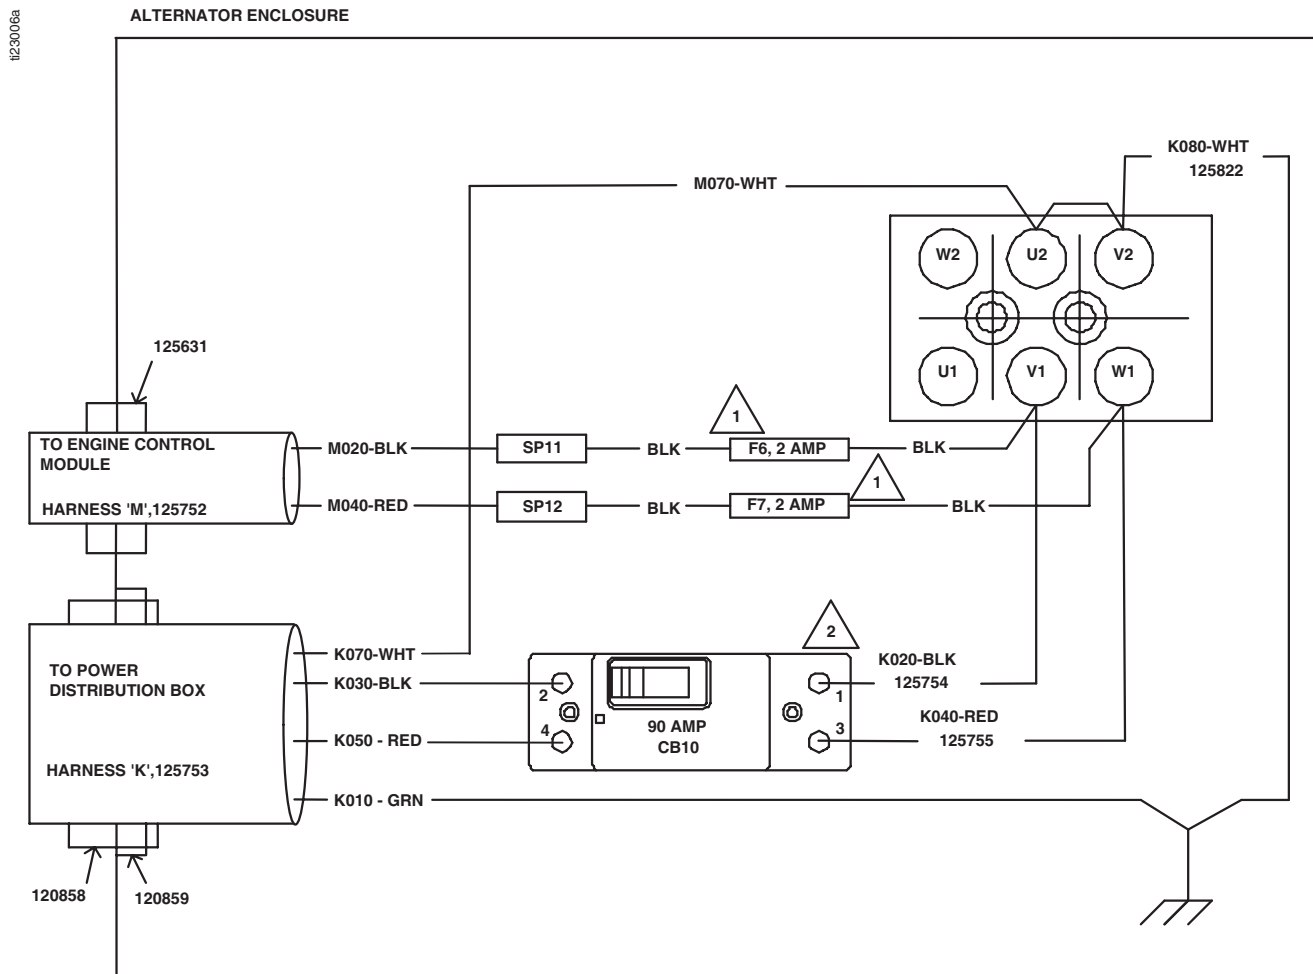 ti23006a
ALTERNATOR ENCLOSURE
K080-WHT
125822
M070-WHT
W2
U2
V2
U1
V1
W1
125631
TO ENGINE CONTROL
MODULE
HARNESS 'M',125752
M020-BLK
SP11
BLK
F6, 2 AMP
1
BLK
M040-RED
SP12
BLK
F7, 2 AMP
1
BLK
TO POWER
DISTRIBUTION BOX
HARNESS 'K',125753
K070-WHT
K030-BLK
K050 - RED
K010 - GRN
2
4
90 AMP
CB10
1
3
2
K020-BLK
125754
K040-RED
125755
120858
120859